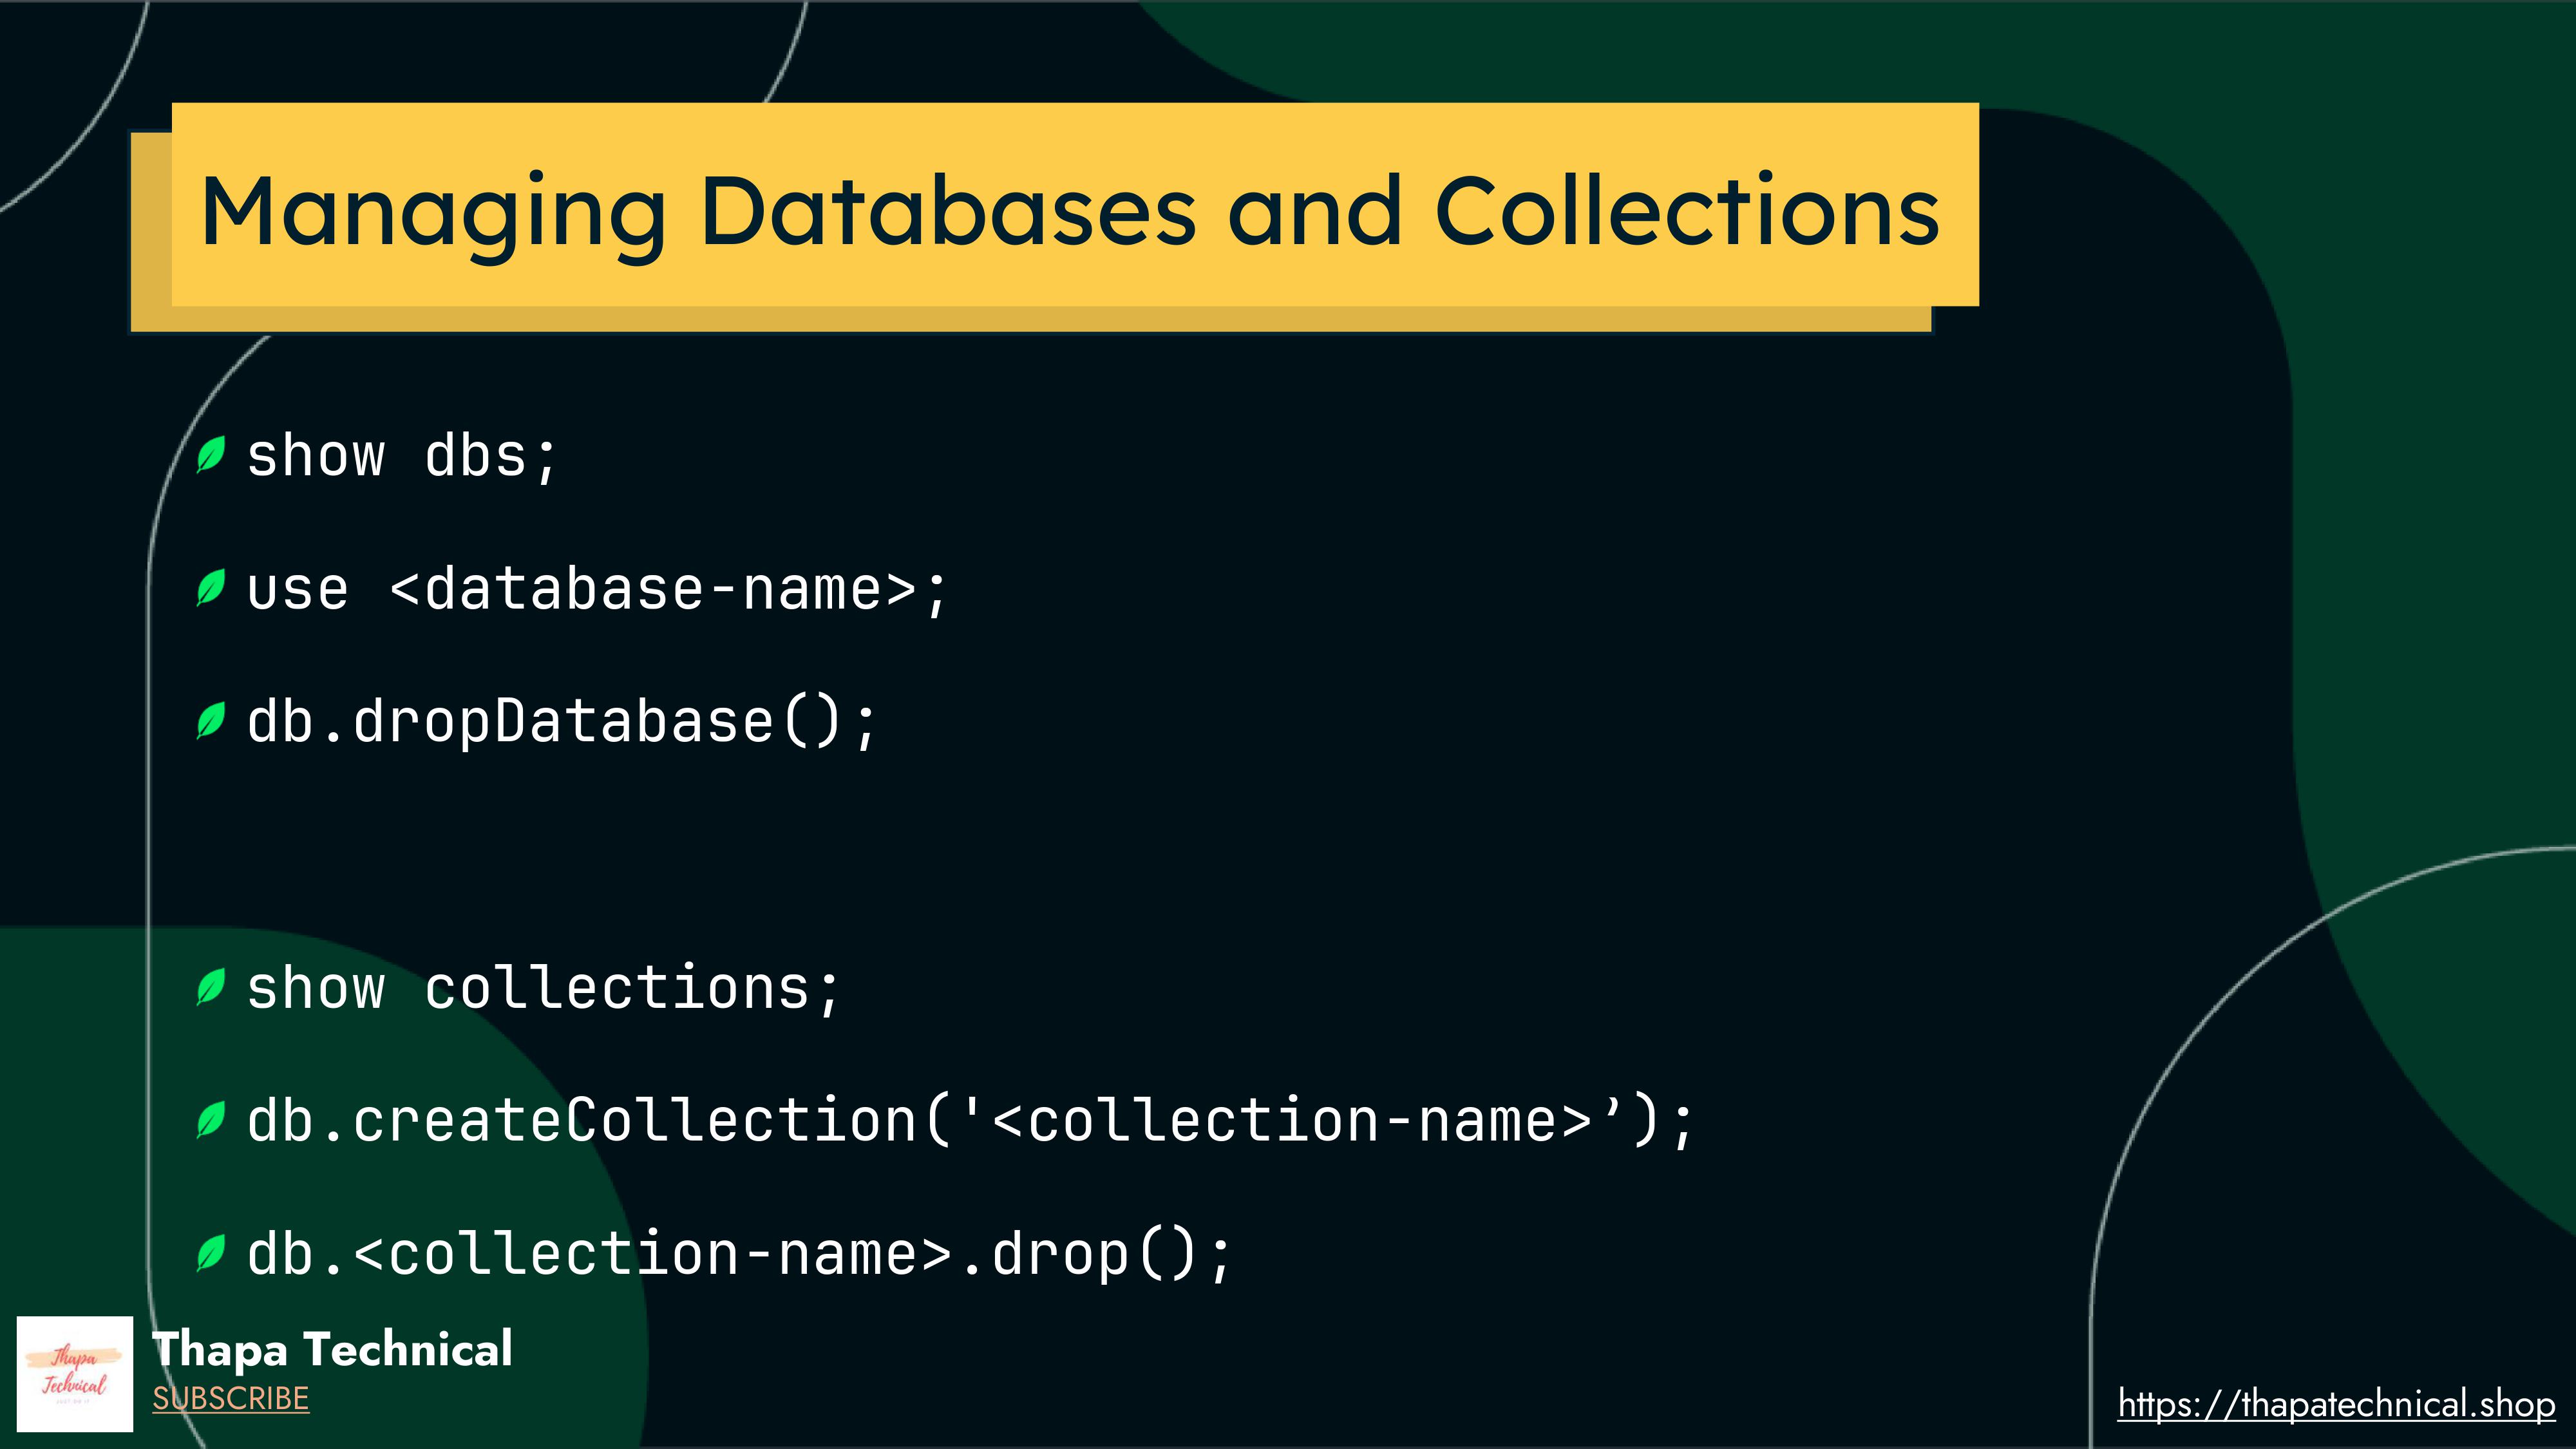 Managing Databases and Collections
show dbs;
use <database-name>;
db.dropDatabase();
show collections;
db.createCollection('<collection-name>’);
db.<collection-name>.drop();
Thapa
Technical
Thapa Technical
SUBSCRIBE
https://thapatechnical.shop